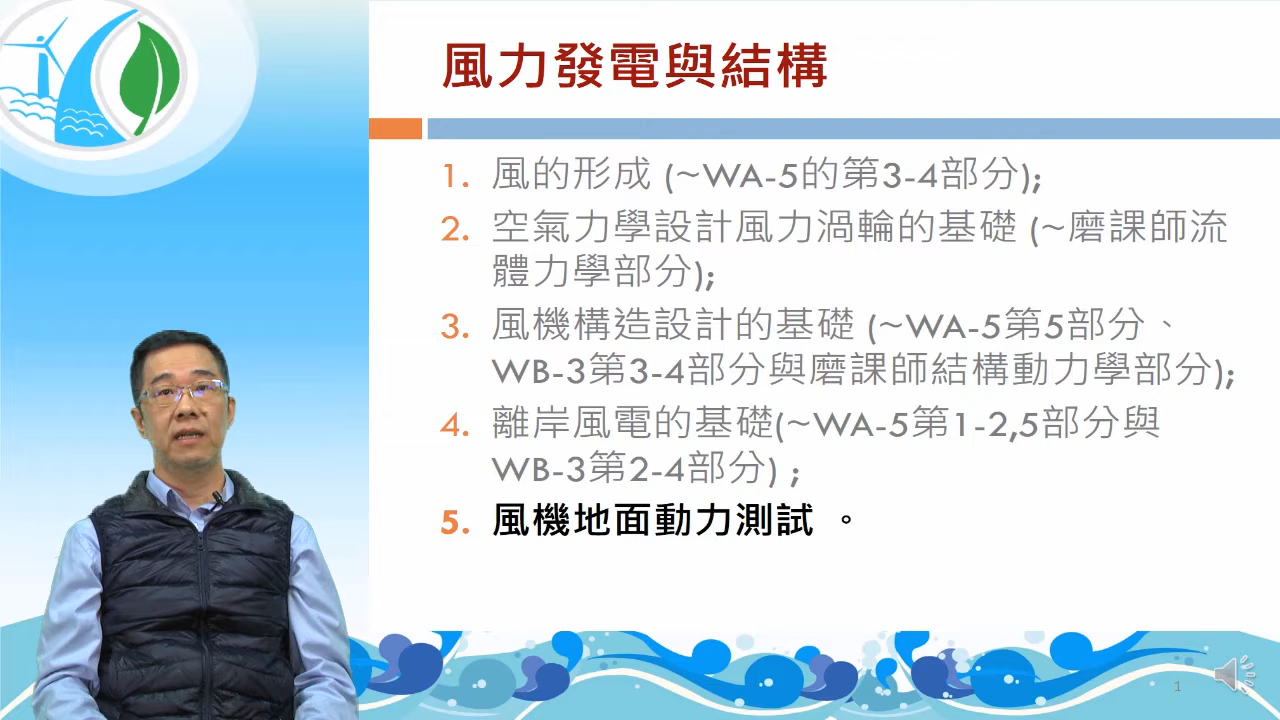 風力發電與結構
1. 風的形成 (~WA-5的第3-4部分);
2. 空氣力學設計風力渦輪的基礎 (~磨課師流
體力學部分);
3. 風機構造設計的基礎 (~WA-5第5部分、
WB-3第3-4部分與磨課師結構動力學部分);
4. 離岸風電的基礎(~WA-5第1-2,5部分與
WB-3第2-4部分) ;
5. 風機地面動力測試 。
1